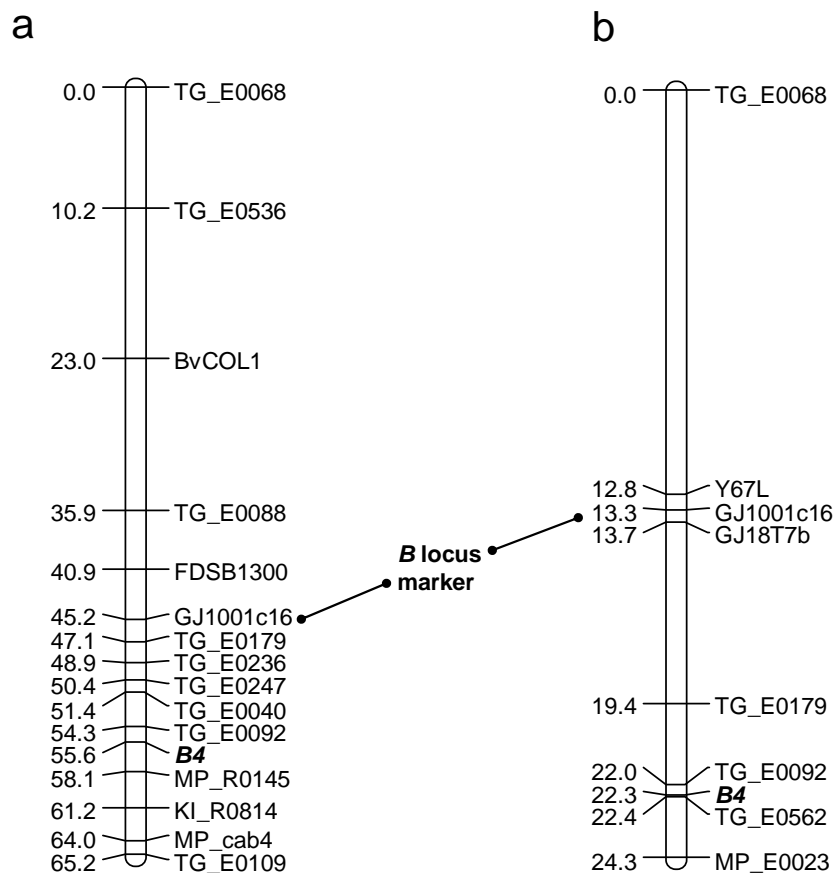 a
0.0 TG_E0068
10.2 TG_E0536
23.0 BvCOL1
35.9 TG_E0088
40.9 FDSB1300
45.2 GJ1001c16
47.1 TG_E0179
48.9 TG_E0236
50.4 TG_E0247
51.4 TG_E0040
54.3 TG_E0092
55.6 B4
58.1 MP_R0145
61.2 KI_R0814
64.0 MP_cab4
65.2 TG_E0109
B locus
marker
b
0.0 TG_E0068
12.8 Y67L
13.3 GJ1001c16
13.7 GJ18T7b
19.4 TG_E0179
22.0 TG_E0092
22.3 B4
22.4 TG_E0562
24.3 MP_E0023